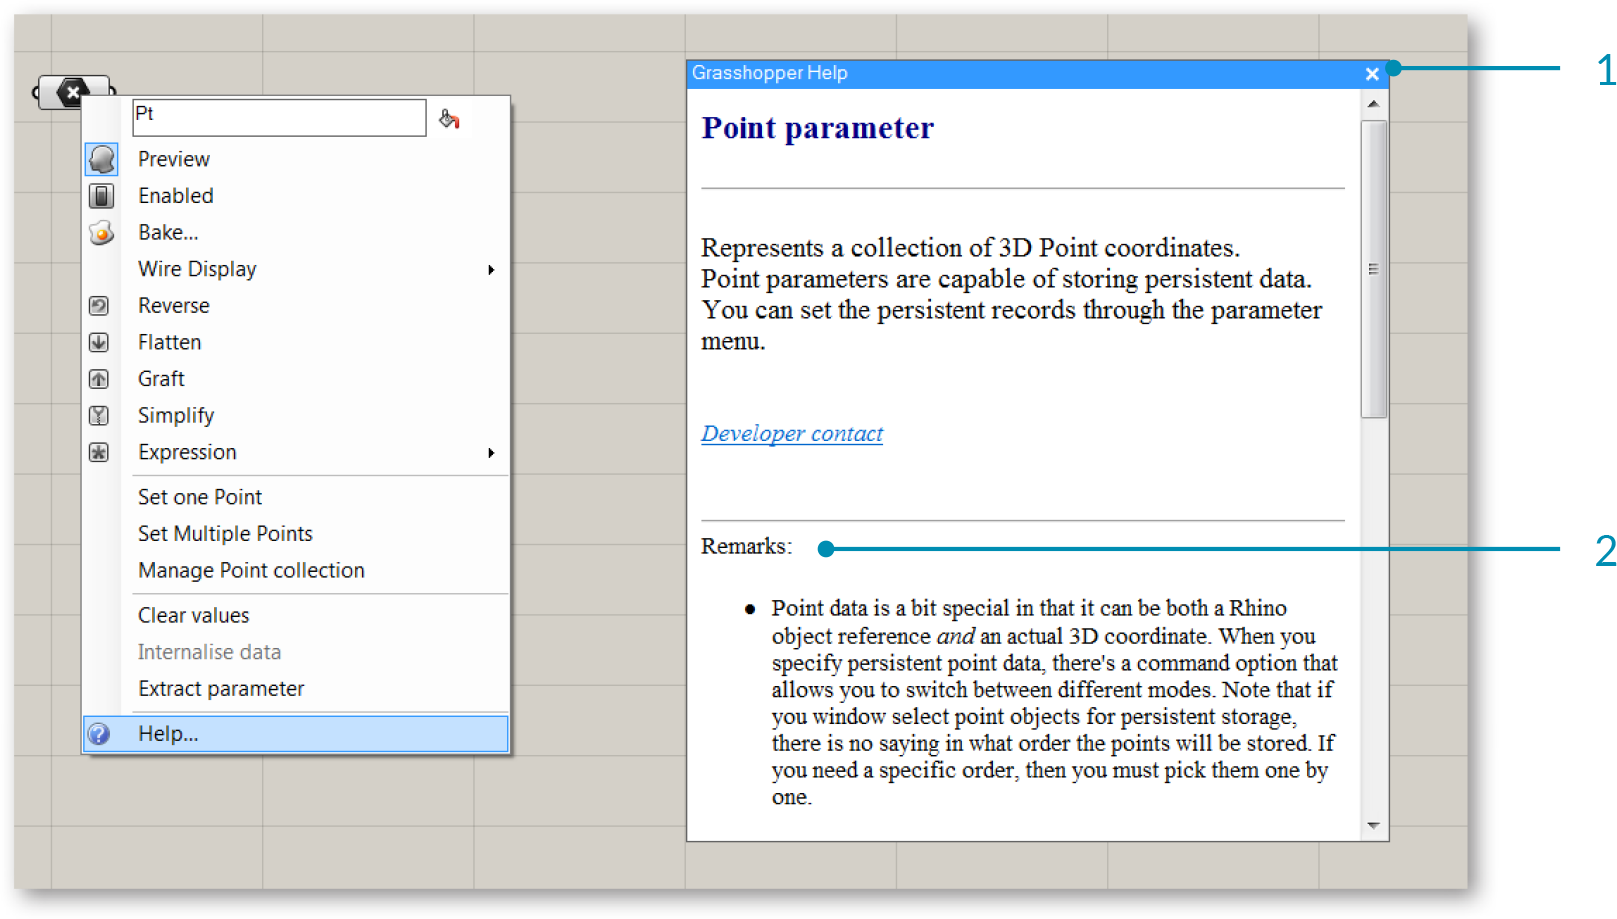 Pt
Preview
Enabled
Bake...
Wire Display
Reverse
Flatten
Graft
Simplify
Expression
Set one Point
Set Multiple Points
Manage Point collection
Clear values
Internalise data
Extract parameter
Help...
Grasshopper Help
Point parameter
Represents a collection of 3D Point coordinates.
Point parameters are capable of storing persistent data.
You can set the persistent records through the parameter
menu.
Developer contact
Remarks:
Point data is a bit special in that it can be both a Rhino
object reference and an actual 3D coordinate. When you
specify persistent point data, there's a command option that
allows you to switch between different modes. Note that if
you window select point objects for persistent storage,
there is no saying in what order the points will be stored. If
you need a specific order, then you must pick them one by
one.
1
2